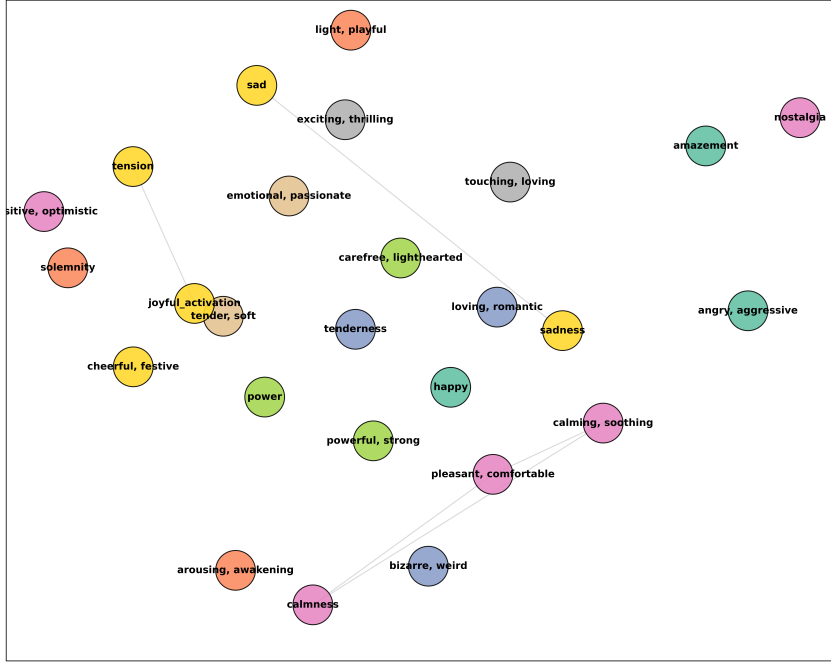 light, playful
sad
exciting, thrilling
nostalgia
amazement
tension
touching, loving
emotional, passionate
sitive, optimistic
carefree, lighthearted
solemnity
joyful_activation
loving, romantic
angry, aggressive
tender, soft
tenderness
sadness
cheerful, festive
happy
power
calming, soothing
powerful, strong
pleasant, comfortable
bizarre, weird
arousing, awakening
calmness